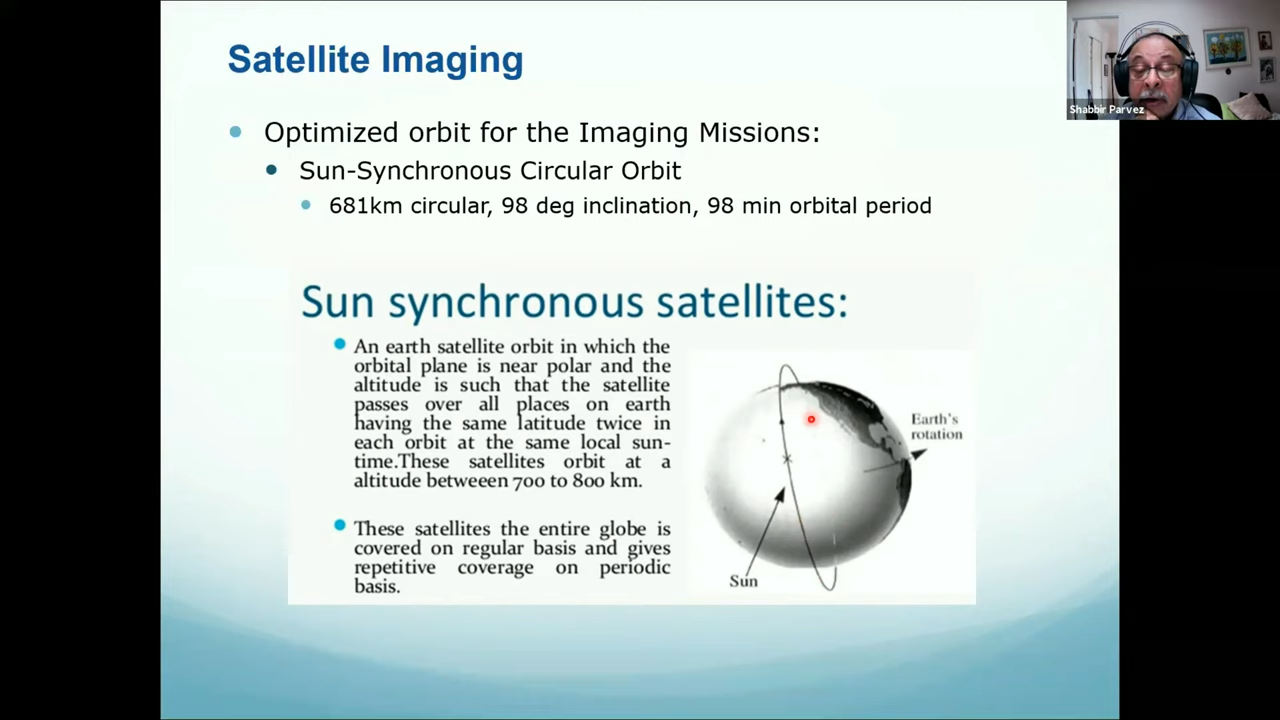 Satellite Imaging
Shabbir Parvez
Optimized orbit for the Imaging Missions:
Sun-Synchronous Circular Orbit
681km circular, 98 deg inclination, 98 min orbital period
Sun synchronous satellites:
An earth satellite orbit in which the
orbital plane is near polar and the
altitude is such that the satellite
passes over all places on earth
having the same latitude twice in
each orbit at the same local sun-
time.These satellites orbit at a
altitude betweeen 700 to 800 km.
These satellites the entire globe is
covered on regular basis and gives
repetitive coverage on periodic
basis.
Earth's
rotation
Sun